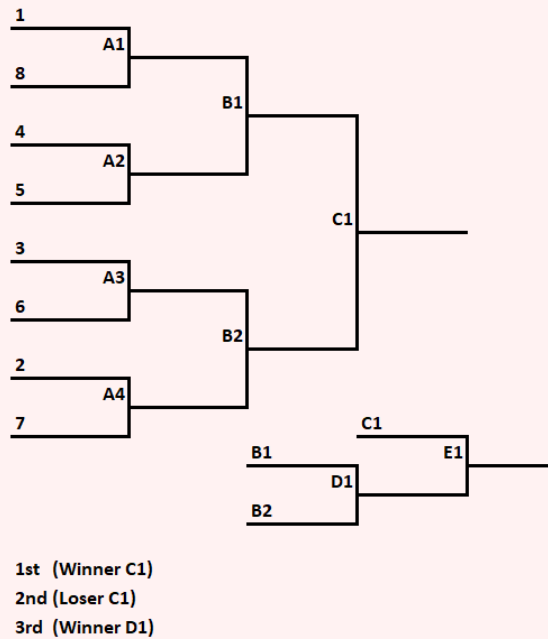 1
A1
8
B1
4
A2
5
C1
3
A3
6
B2
2
A4
7
C1
B1
E1
D1
B2
1st (Winner C1)
2nd (Loser C1)
3rd (Winner D1)